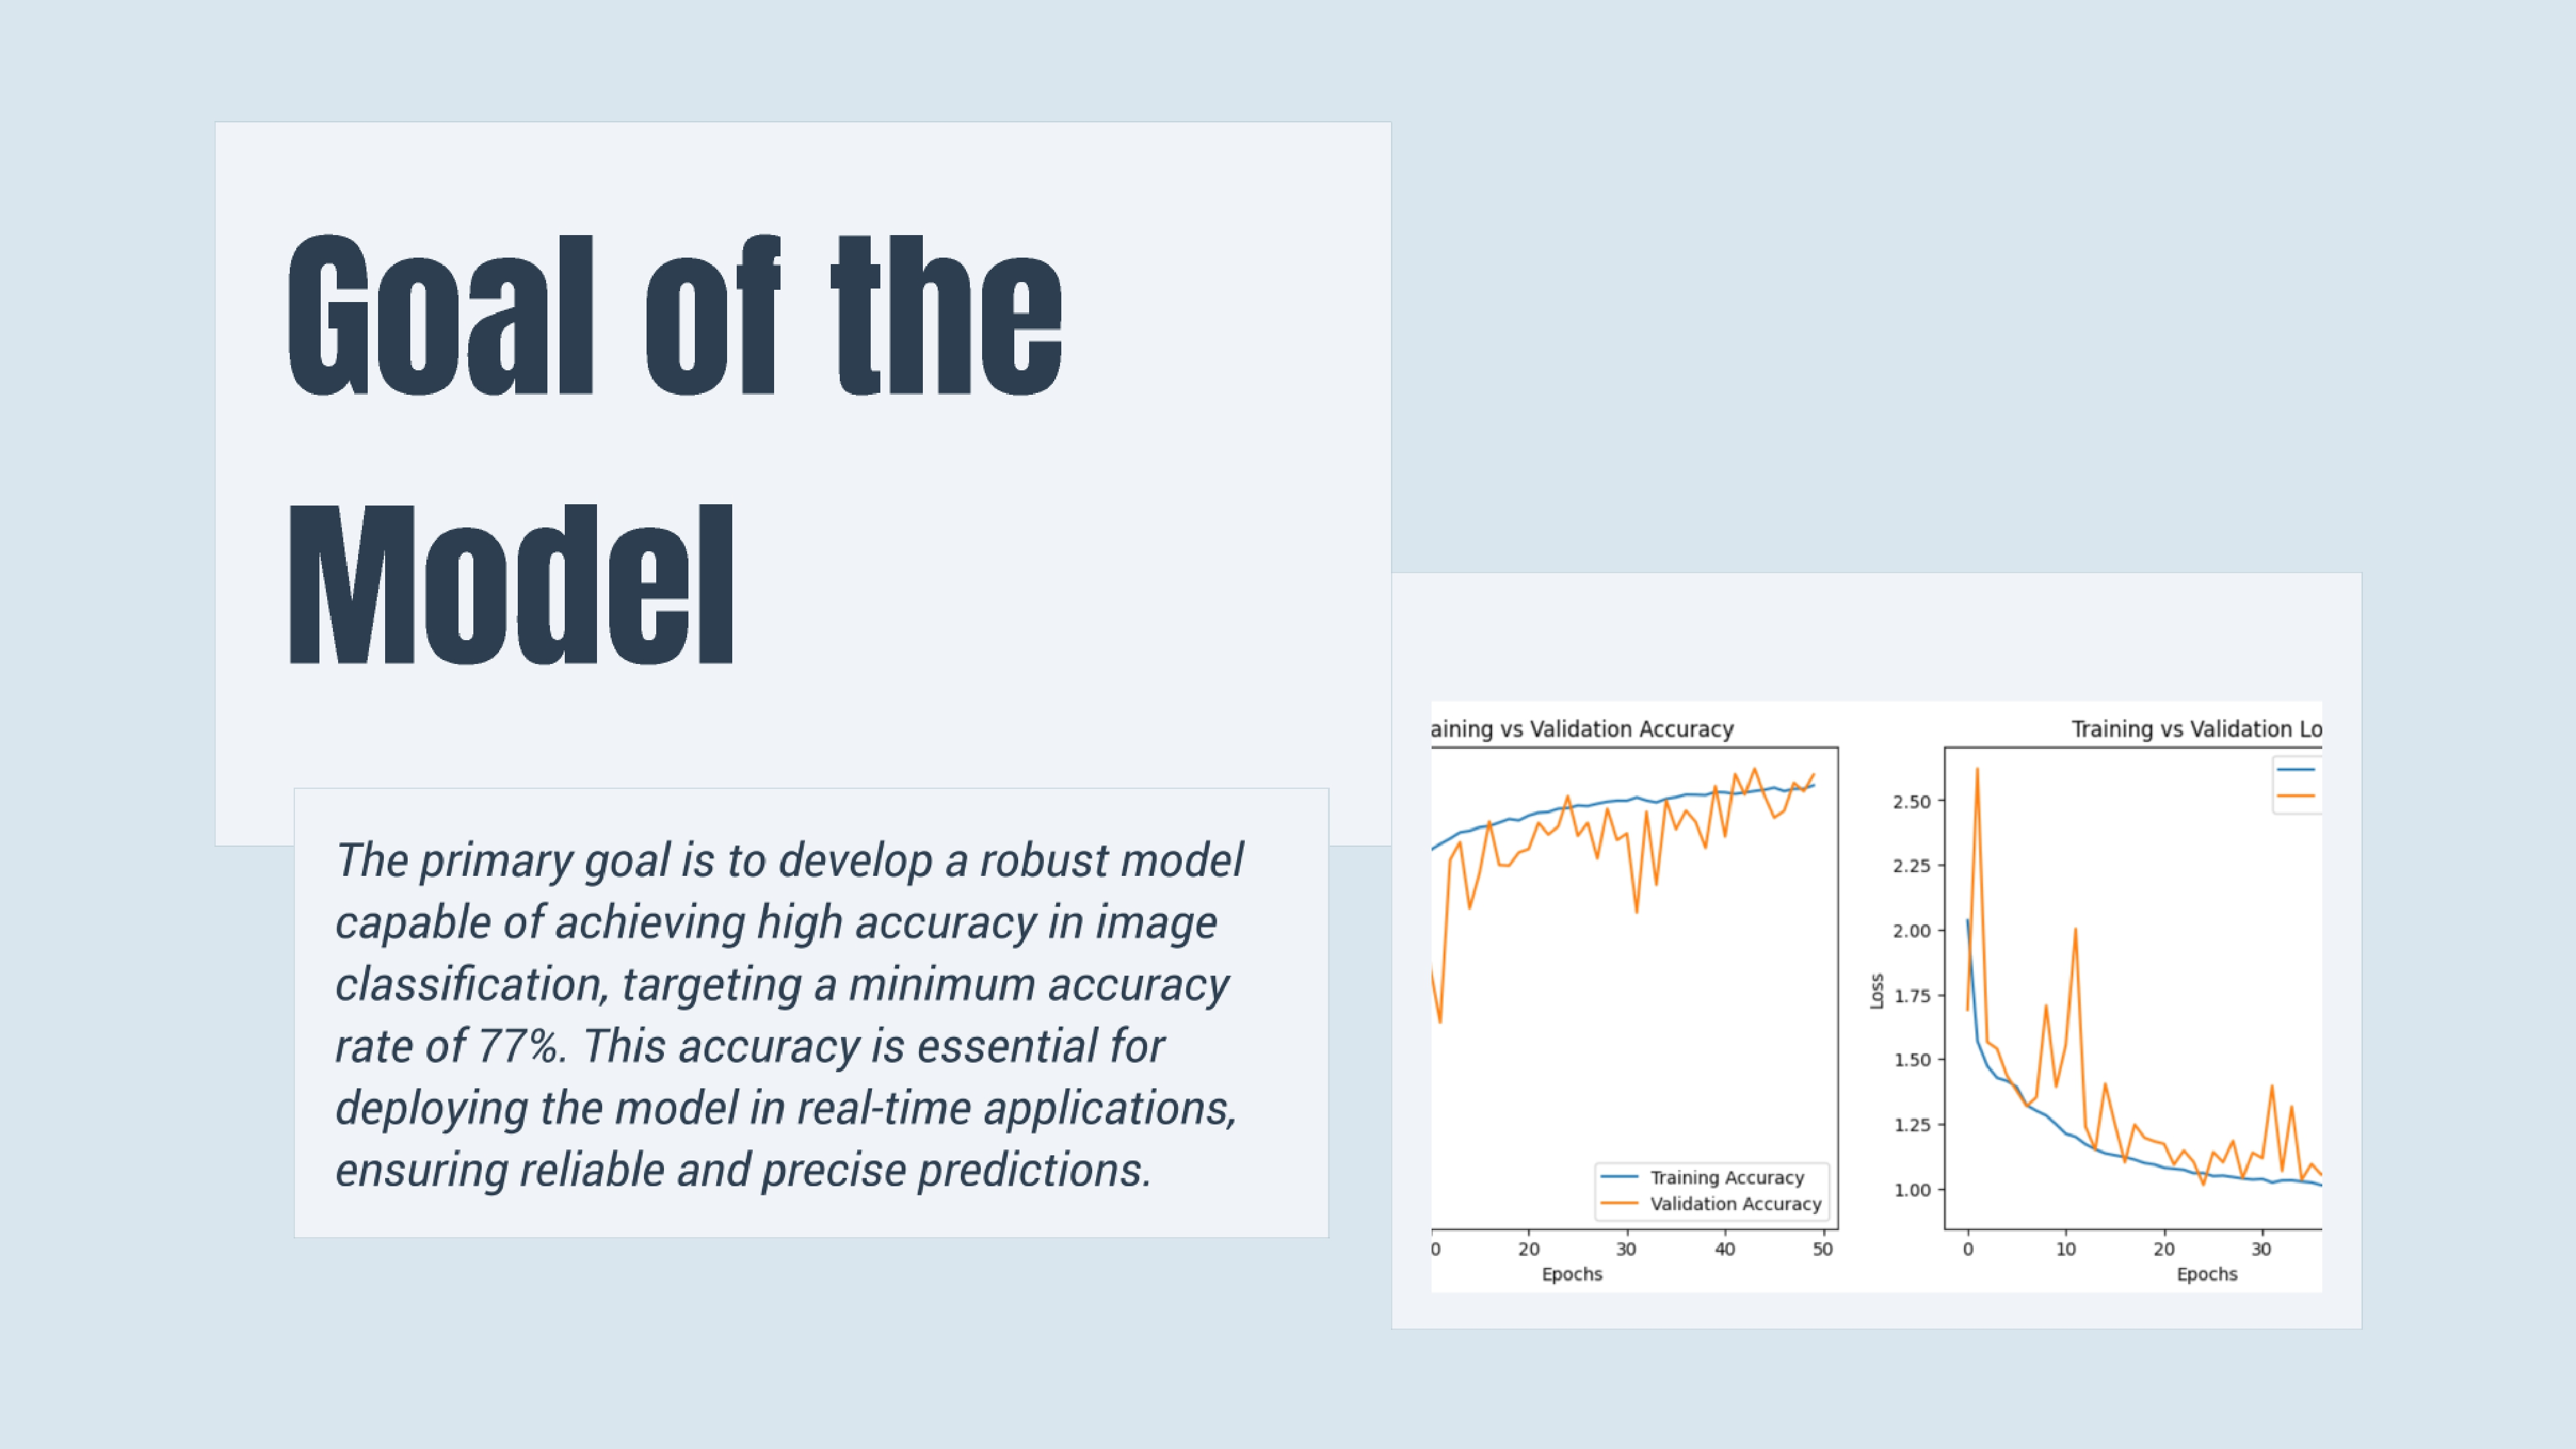 Goal of the
Model
The primary goal is to develop a robust model
capable of achieving high accuracy in image
classification, targeting a minimum accuracy
rate of 77%. This accuracy is essential for
deploying the model in real-time applications,
ensuring reliable and precise predictions.
aining vs Validation Accuracy
Training Accuracy
Validation Accuracy
0 20 30 40 50
Epochs
Training vs Validation Lo
2.50
2.25
2.00
1.75
1.50
1.25
1.00
Loss
0 10 20 30
Epochs